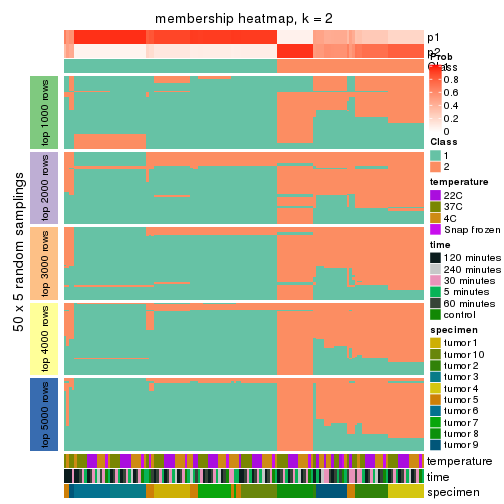 membership heatmap, k = 2
p1
p2
Class
Prob
0.8
0.6
0.4
0.2
0
Class
1
2
temperature
22C
37C
4C
Snap frozen
time
120 minutes
240 minutes
30 minutes
5 minutes
60 minutes
control
specimen
tumor 1
tumor 10
tumor 2
tumor 3
tumor 4
tumor 5
tumor 6
tumor 7
tumor 8
tumor 9
50 x 5 random samplings
top 1000 rows
top 2000 rows
top 3000 rows
top 4000 rows
top 5000 rows
temperature
time
specimen